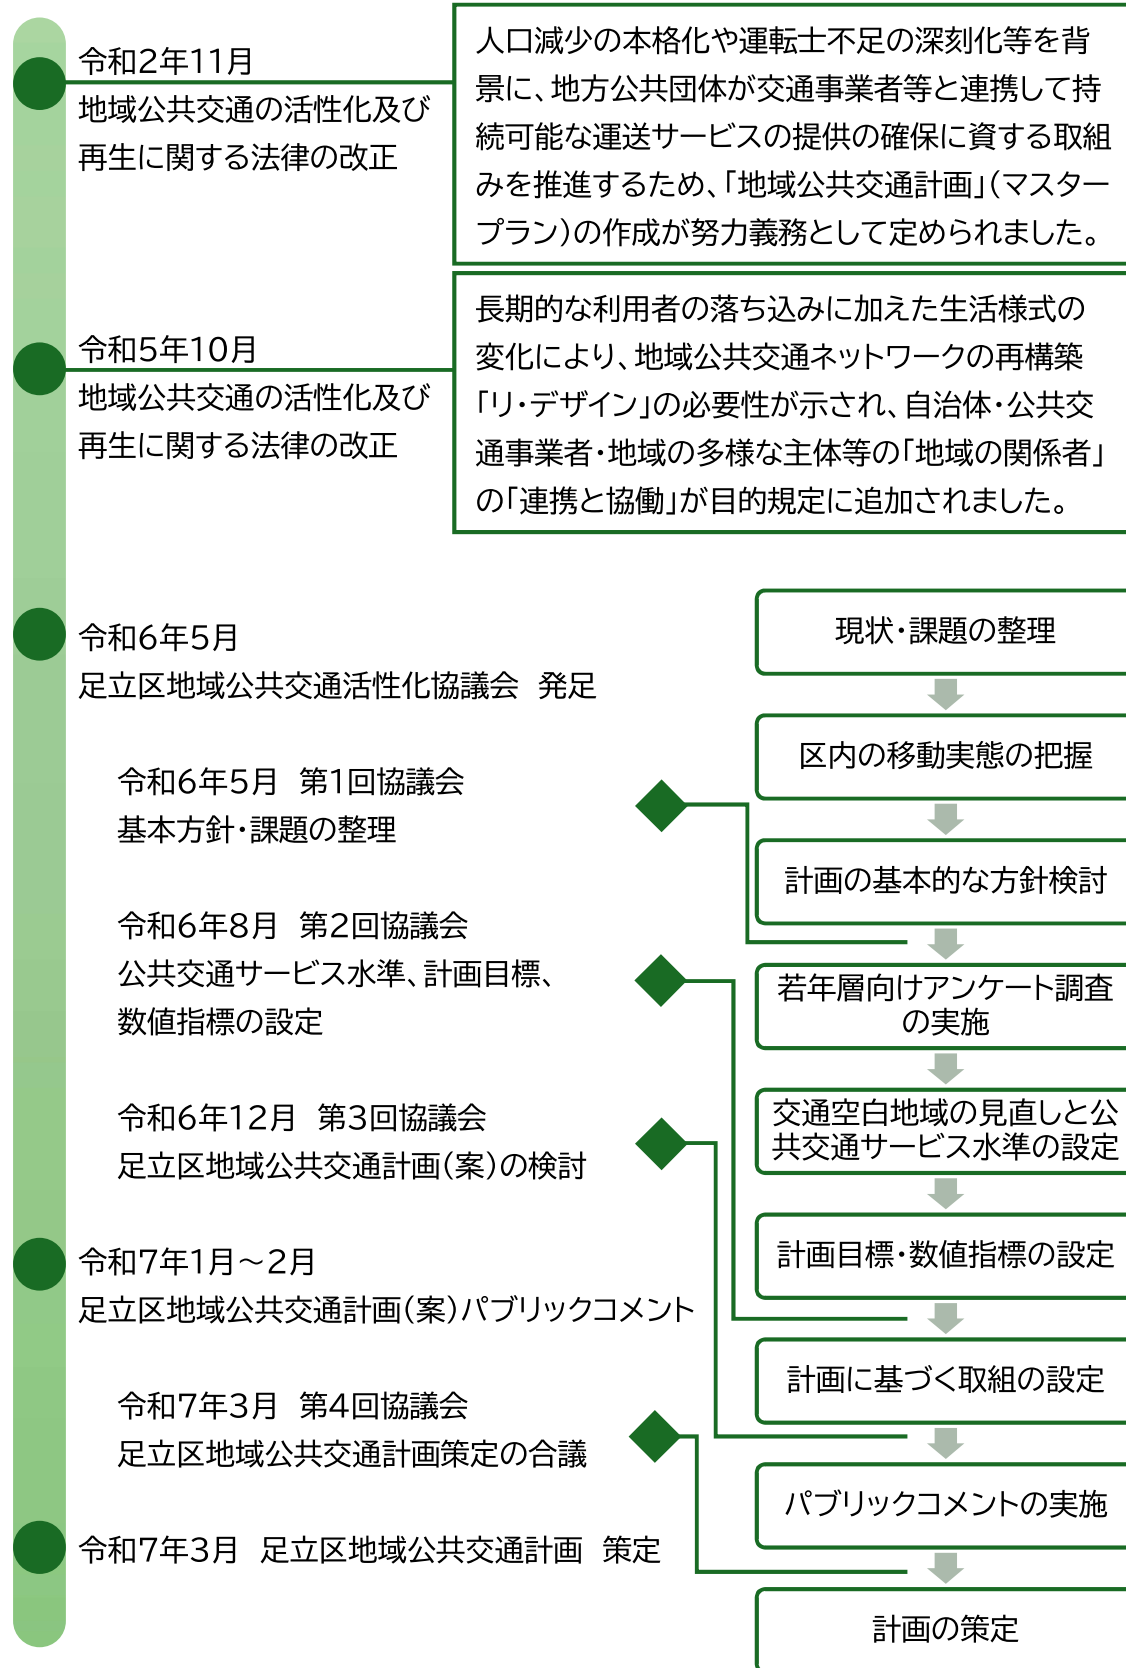 令和2年11月
地域公共交通の活性化及び
再生に関する法律の改正
人口減少の本格化や運転士不足の深刻化等を背
景に、地方公共団体が交通事業者等と連携して持
続可能な運送サービスの提供の確保に資する取組
みを推進するため、「地域公共交通計画」（マスター
プラン）の作成が努力義務として定められました。
令和5年10月
地域公共交通の活性化及び
再生に関する法律の改正
長期的な利用者の落ち込みに加えた生活様式の
変化により、地域公共交通ネットワークの再構築
「リ・デザイン」の必要性が示され、自治体・公共交
通事業者・地域の多様な主体等の「地域の関係者」
の「連携と協働」が目的規定に追加されました。
令和6年5月
足立区地域公共交通活性化協議会　発足
令和6年5月　第1回協議会
基本方針・課題の整理
令和6年8月　第2回協議会
公共交通サービス水準、計画目標、
数値指標の設定
令和6年12月　第3回協議会
足立区地域公共交通計画（案）の検討
令和7年1月～2月
足立区地域公共交通計画（案）パブリックコメント
令和7年3月　第4回協議会
足立区地域公共交通計画策定の合議
令和7年3月　足立区地域公共交通計画　策定
現状・課題の整理
区内の移動実態の把握
計画の基本的な方針検討
若年層向けアンケート調査
の実施
交通空白地域の見直しと公
共交通サービス水準の設定
計画目標・数値指標の設定
計画に基づく取組の設定
パブリックコメントの実施
計画の策定